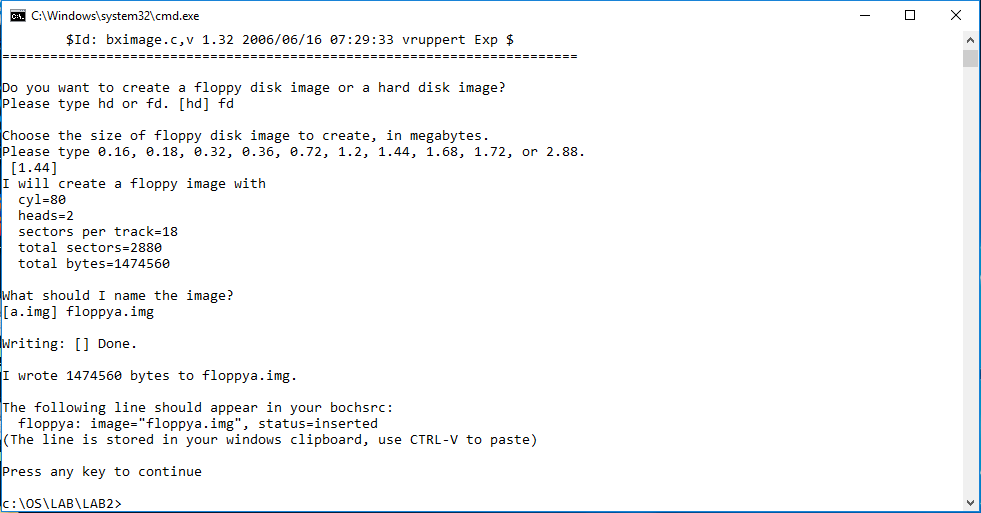 C:\Windows\system32\cmd.exe
$Id: bximage.c,v 1.32 2006/06/16 07:29:33 vruppert Exp $
========================================================================
Do you want to create a floppy disk image or a hard disk image?
Please type hd or fd. [hd] fd
Choose the size of floppy disk image to create, in megabytes.
Please type 0.16, 0.18, 0.32, 0.36, 0.72, 1.2, 1.44, 1.68, 1.72, or 2.88.
[1.44]
I will create a floppy image with
cyl=80
heads=2
sectors per track=18
total sectors=2880
total bytes=1474560
What should I name the image?
[a.img] floppya.img
Writing: [] Done.
I wrote 1474560 bytes to floppya.img.
The following line should appear in your bochsrc:
floppya: image="floppya.img", status=inserted
(The line is stored in your windows clipboard, use CTRL-V to paste)
Press any key to continue
c:\OS\LAB\LAB2>